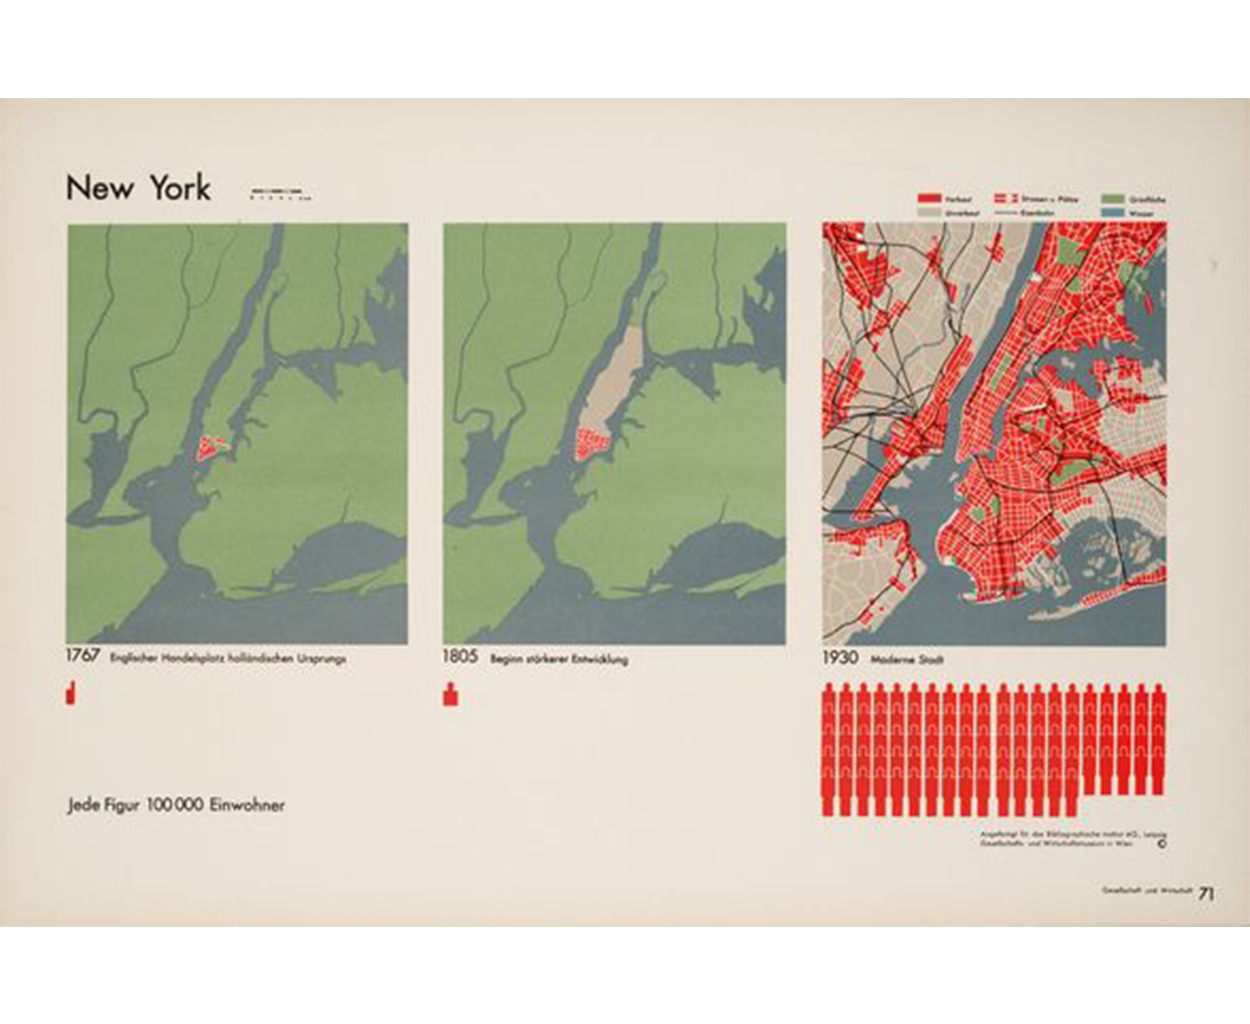 New York
Verbaut
Strassen u. Plätze
Grünfläche
Unverbaut
Eisenbahn
Wasser
1767 Englischer Handelsplatz holländischen Ursprungs
1805 Beginn stärkerer Entwicklung
1930 Moderne Stadt
Jede Figur 100 000 Einwohner
Angefertigt für das Bibliographische Institut AG., Leipzig
Gesellschafts- und Wirtschaftsmuseum in Wien ©
Gesellschaft und Wirtschaft 71